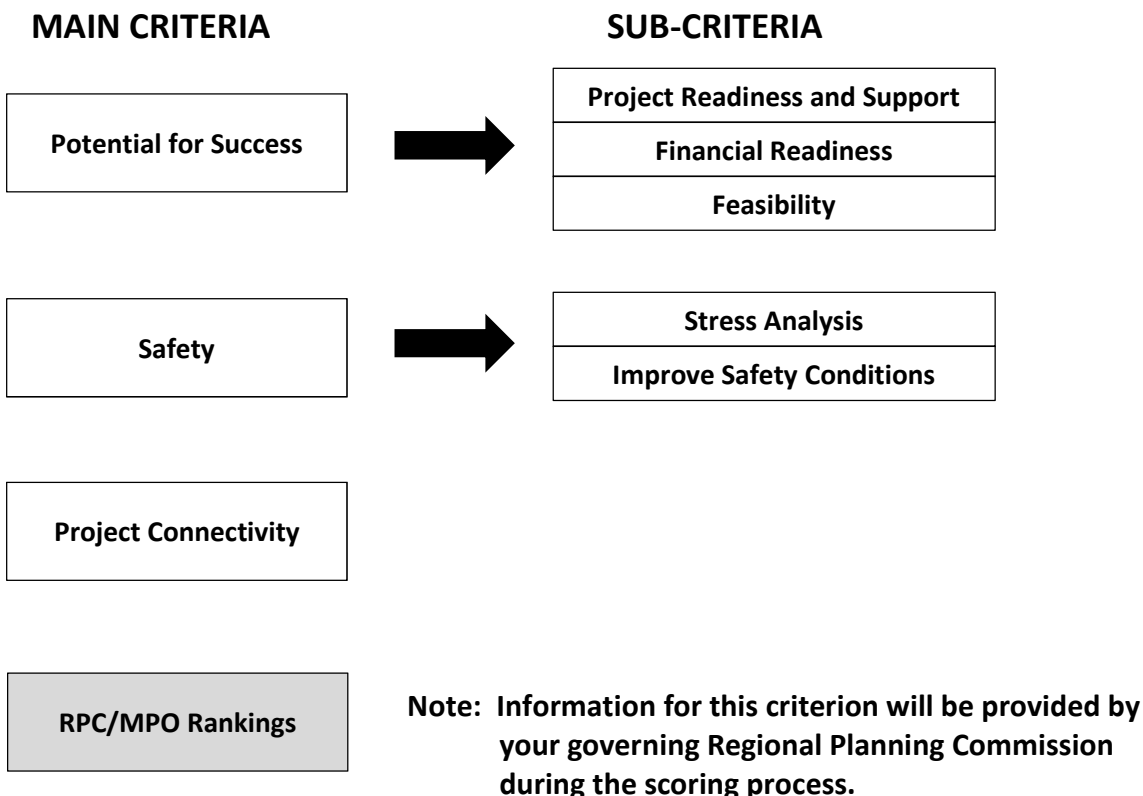 MAIN CRITERIA
SUB-CRITERIA
Potential for Success
Project Readiness and Support
Financial Readiness
Feasibility
Safety
Stress Analysis
Improve Safety Conditions
Project Connectivity
RPC/MPO Rankings
Note: Information for this criterion will be provided by
your governing Regional Planning Commission
during the scoring process.